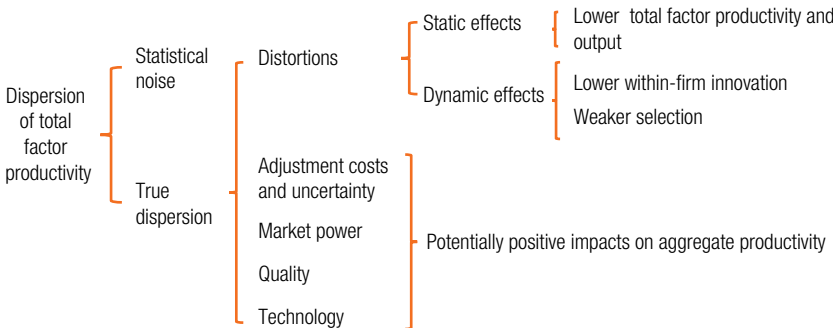 Dispersion
of total
factor
productivity
Statistical
noise
True
dispersion
Distortions
Adjustment costs
and uncertainty
Market power
Quality
Technology
Static effects
Dynamic effects
Lower total factor productivity and
output
Lower within-firm innovation
Weaker selection
Potentially positive impacts on aggregate productivity